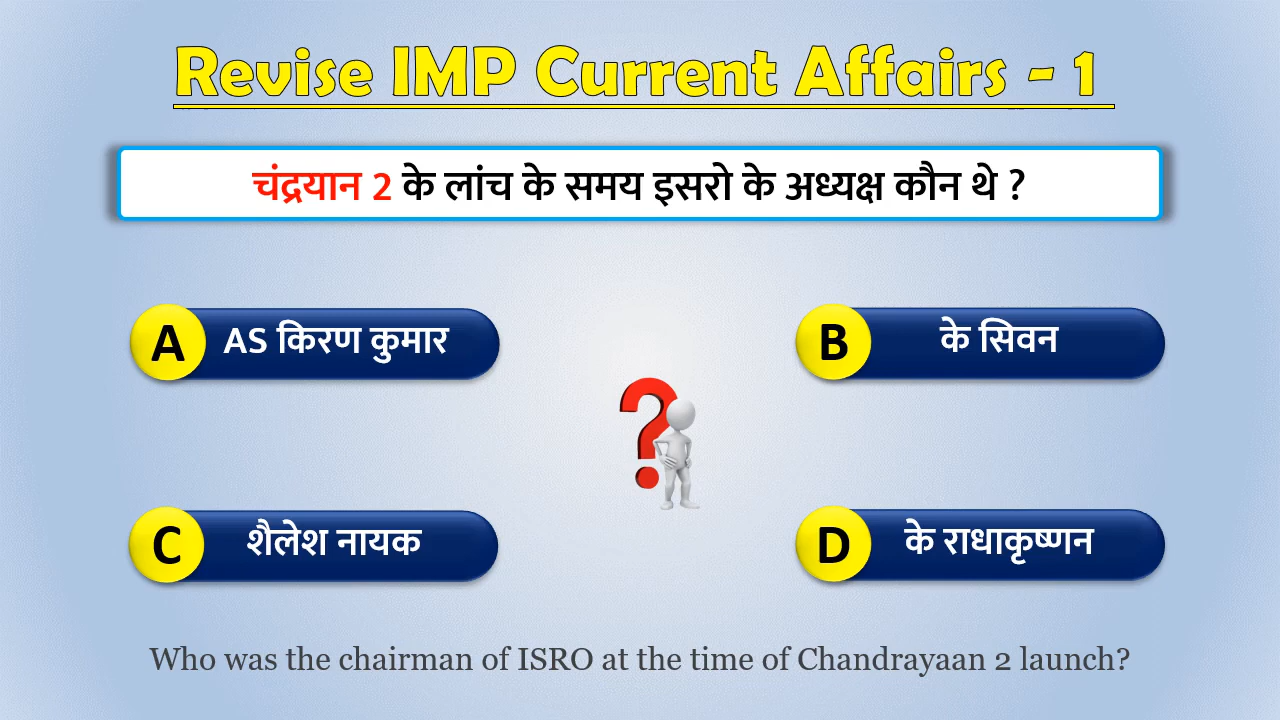 Revise IMP Current Affairs - 1
चंद्रयान 2 के लांच के समय इसरो के अध्यक्ष कौन थे ?
A AS किरण कुमार
B के सिवन
C शैलेश नायक
D के राधाकृष्णन
Who was the chairman of ISRO at the time of Chandrayaan 2 launch?